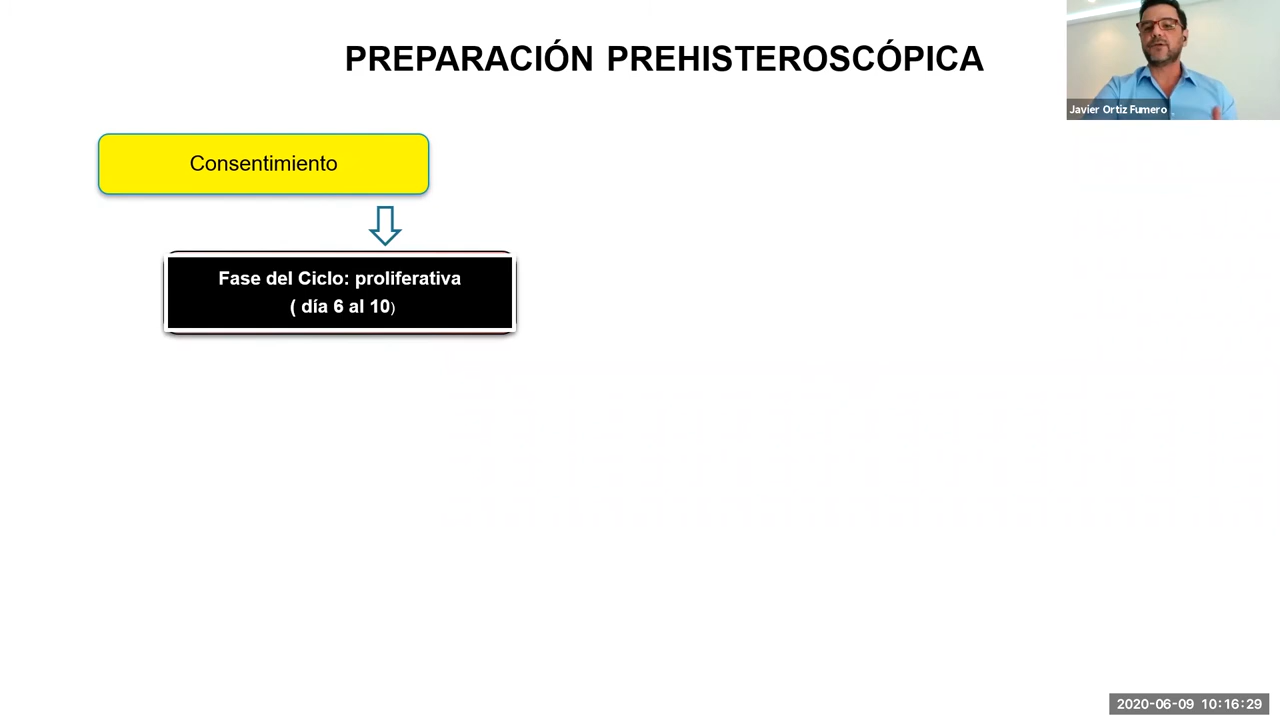 PREPARACIÓN PREHISTEROSCÓPICA
Javier Ortiz Fumero
Consentimiento
Fase del Ciclo: proliferativa
( día 6 al 10)
2020-06-09 10:16:29